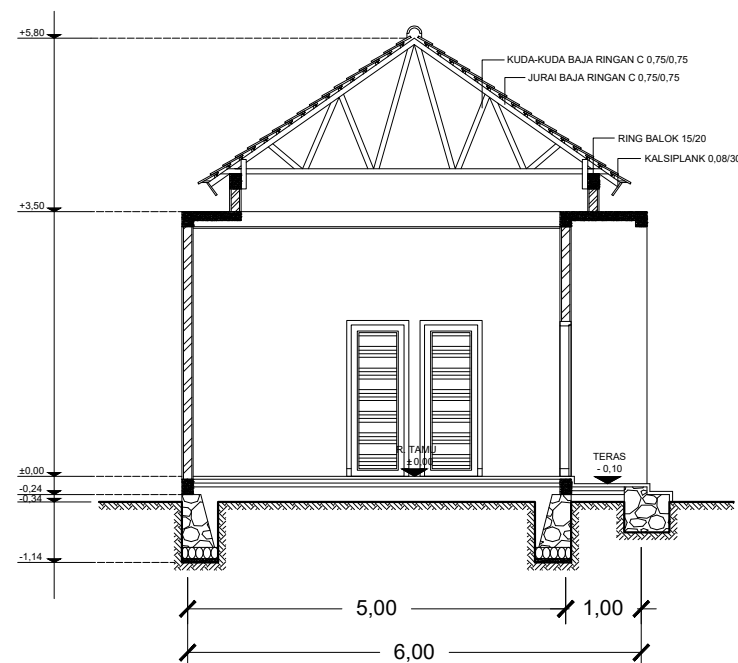 +5,80
KUDA-KUDA BAJA RINGAN C 0,75/0,75
JURAI BAJA RINGAN C 0,75/0,75
RING BALOK 15/20
KALSIPLANK 0,08/30
+3,50
R. TAMU
±0,00
TERAS
- 0,10
±0,00
-0,24
-0,34
-1,14
5,00
1,00
6,00